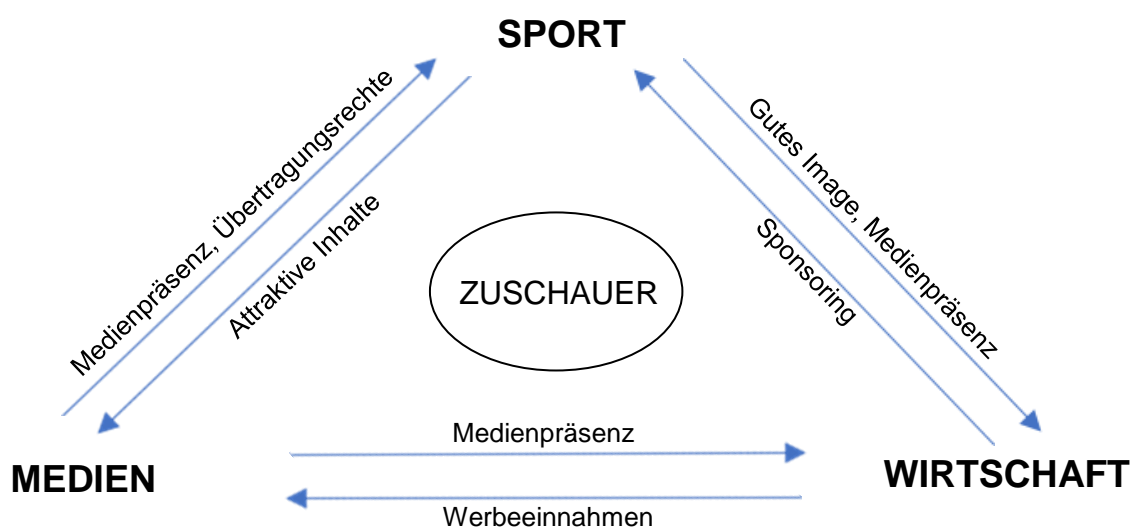 SPORT
Medienpräsenz, Übertragungsrechte
Attraktive Inhalte
Gutes Image, Medienpräsenz
Sponsoring
ZUSCHAUER
Medienpräsenz
MEDIEN
WIRTSCHAFT
Werbeeinnahmen